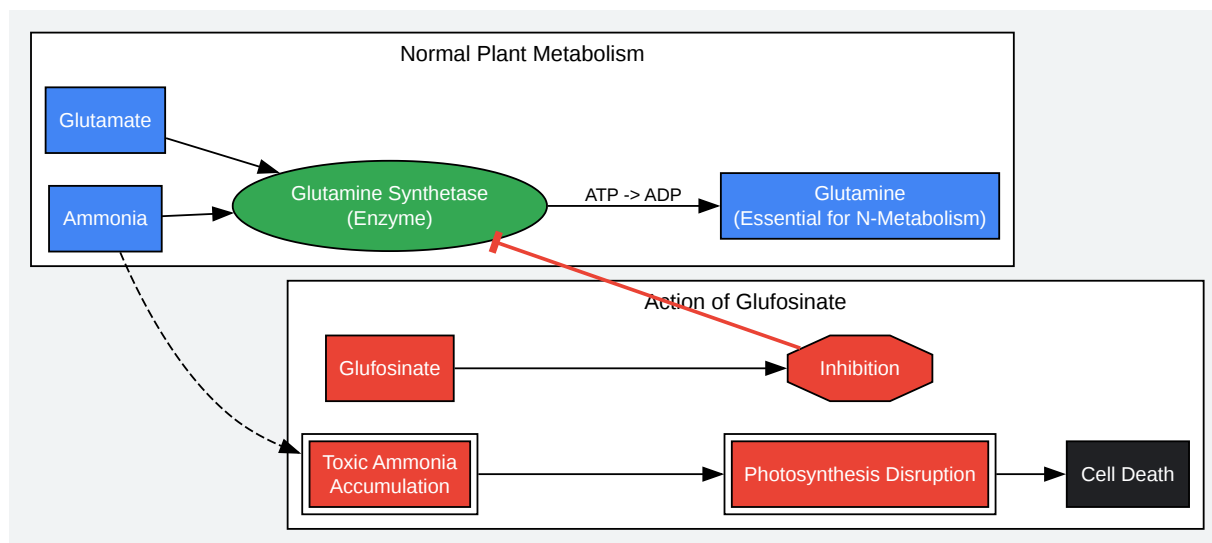 Normal Plant Metabolism
Glutamate
Ammonia
Glutamine Synthetase
(Enzyme)
ATP -> ADP
Glutamine
(Essential for N-Metabolism)
Action of Glufosinate
Glufosinate
Inhibition
Toxic Ammonia
Accumulation
Photosynthesis Disruption
Cell Death